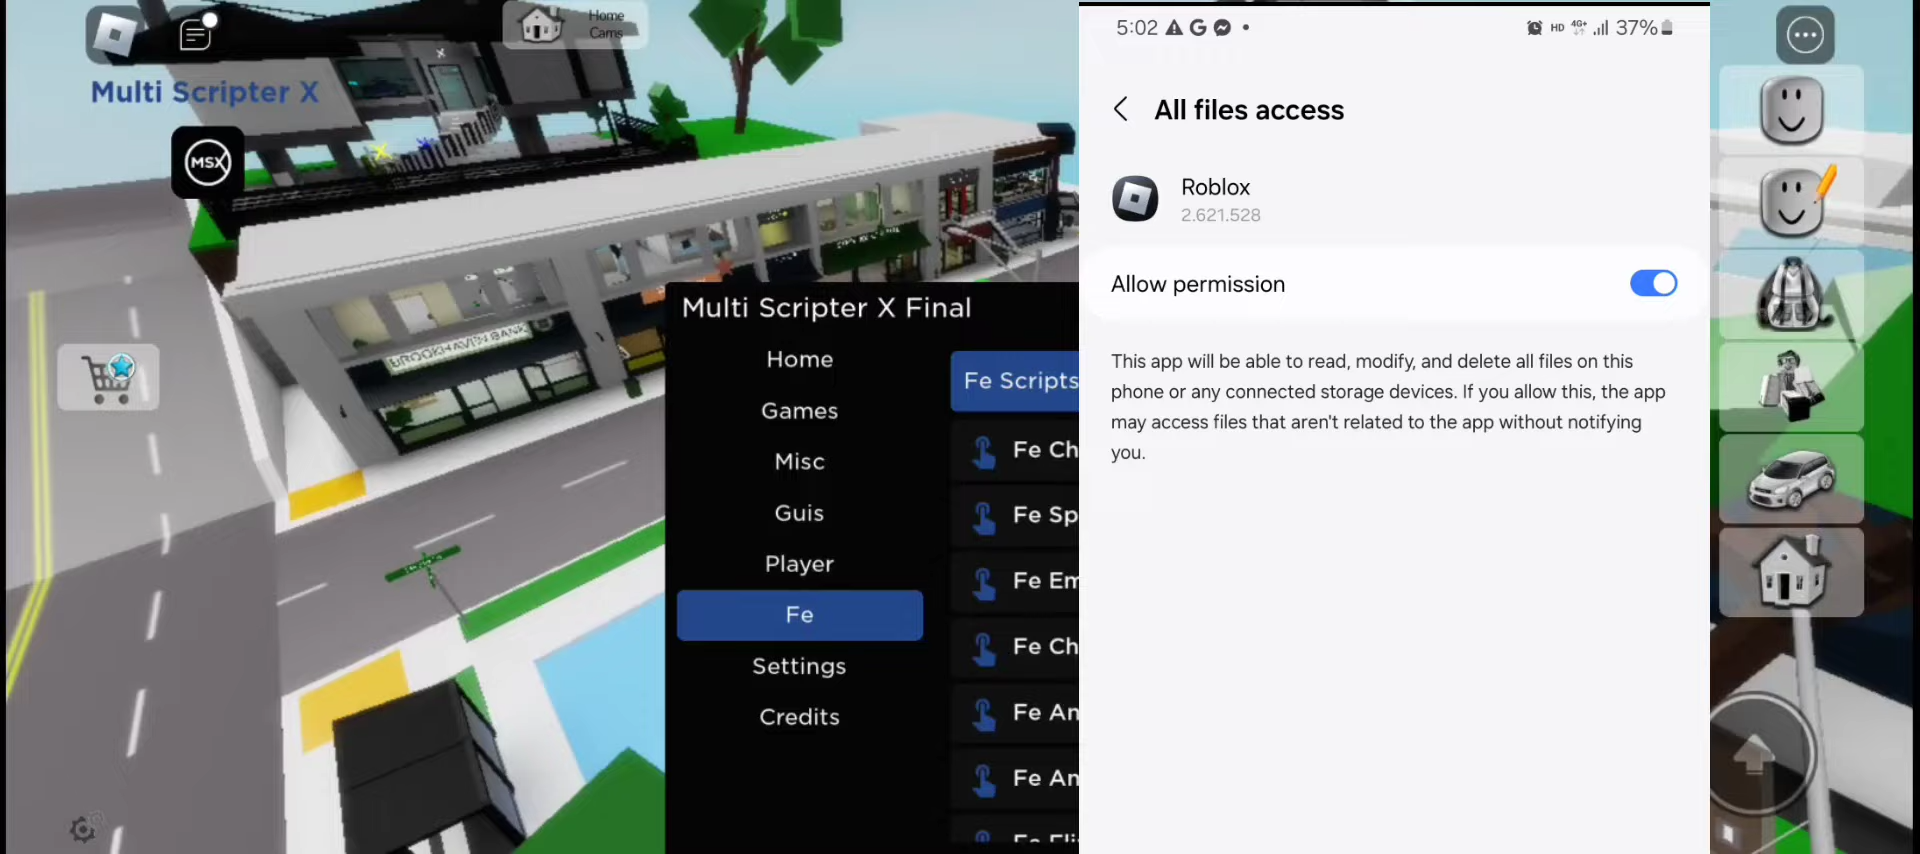 Home
Cams
Multi Scripter X
MSX
BROOKHAVEN BANK
Multi Scripter X Final
Home
Games
Misc
Guis
Player
Fe
Settings
Credits
Fe Scripts
Fe Ch
Fe Sp
Fe Em
Fe Ch
Fe An
Fe An
5:02
HD 4G+ 37%
All files access
Roblox
2.621.528
Allow permission
This app will be able to read, modify, and delete all files on this
phone or any connected storage devices. If you allow this, the app
may access files that aren't related to the app without notifying
you.